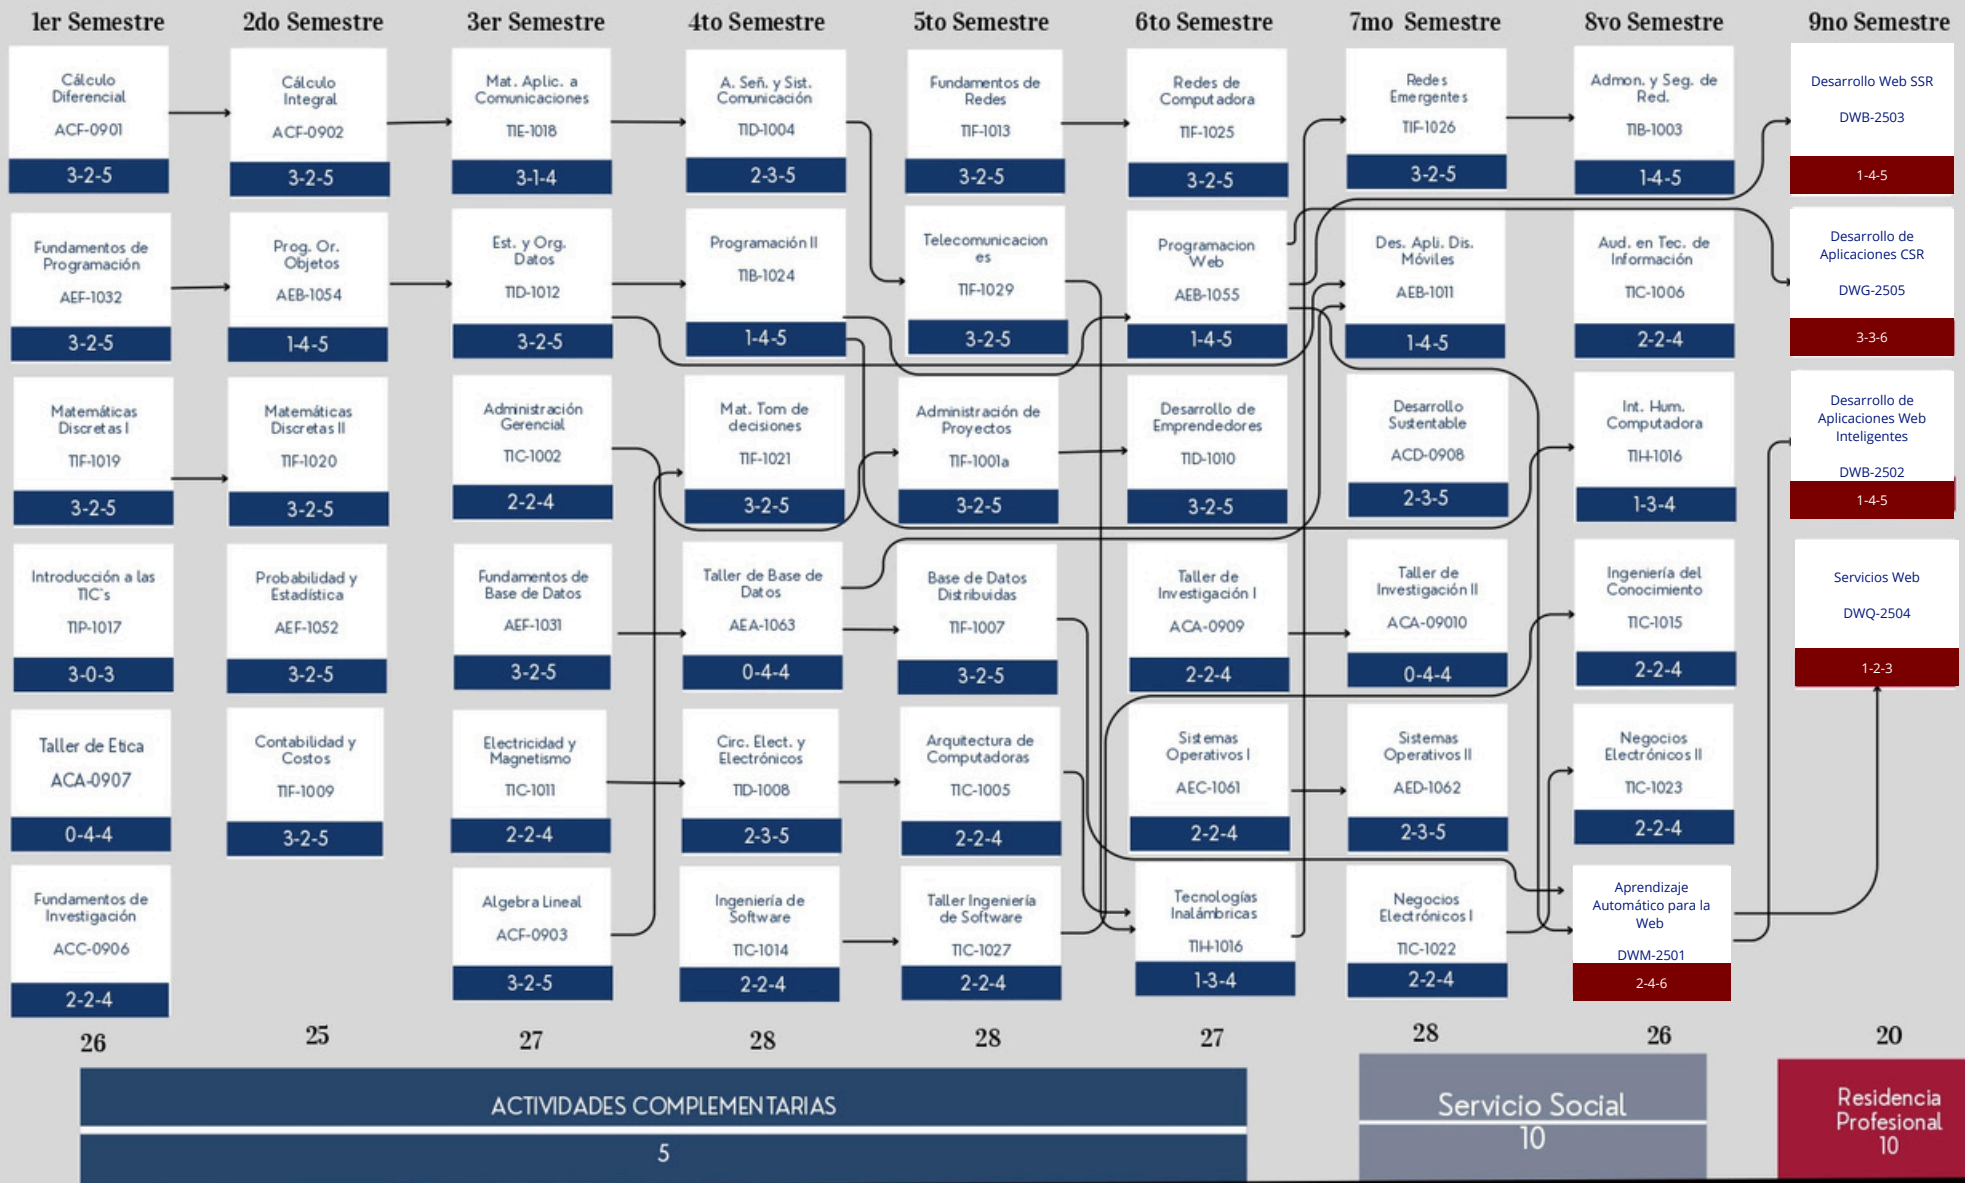 1er Semestre
Cálculo
Diferencial
ACF-0901
3-2-5
Fundamentos de
Programación
AEF-1032
3-2-5
Matemáticas
Discretas I
TIF-1019
3-2-5
Introducción a las
TIC's
TIP-1017
3-0-3
Taller de Etica
ACA-0907
0-4-4
Fundamentos de
Investigación
ACC-0906
2-2-4
26
2do Semestre
Cálculo
Integral
ACF-0902
3-2-5
Prog. Or.
Objetos
AEB-1054
1-4-5
Matemáticas
Discretas II
TIF-1020
3-2-5
Probabilidad y
Estadística
AEF-1052
3-2-5
Contabilidad y
Costos
TIF-1009
3-2-5
25
3er Semestre
Mat. Aplic. a
Comunicaciones
TIE-1018
3-1-4
Est. y Org.
Datos
TID-1012
3-2-5
Administración
Gerencial
TIC-1002
2-2-4
Fundamentos de
Base de Datos
AEF-1031
3-2-5
Electricidad y
Magnetismo
TIC-1011
2-2-4
Algebra Lineal
ACF-0903
3-2-5
27
4to Semestre
A. Señ. y Sist.
Comunicación
TID-1004
2-3-5
Programación II
TIB-1024
1-4-5
Mat. Tom de
decisiones
TIF-1021
3-2-5
Taller de Base de
Datos
AEA-1063
0-4-4
Circ. Elect. y
Electrónicos
TID-1008
2-3-5
Ingeniería de
Software
TIC-1014
2-2-4
28
5to Semestre
Fundamentos de
Redes
TIF-1013
3-2-5
Telecomunicacion
es
TIF-1029
3-2-5
Administración de
Proyectos
TIF-1001a
3-2-5
Base de Datos
Distribuidas
TIF-1007
3-2-5
Arquitectura de
Computadoras
TIC-1005
2-2-4
Taller Ingeniería
de Software
TIC-1027
2-2-4
28
6to Semestre
Redes de
Computadora
TIF-1025
3-2-5
Programacion
Web
AEB-1055
1-4-5
Desarrollo de
Emprendedores
TID-1010
3-2-5
Taller de
Investigación I
ACA-0909
2-2-4
Sistemas
Operativos I
AEC-1061
2-2-4
Tecnologías
Inalámbricas
TIH-1016
1-3-4
27
7mo Semestre
Redes
Emergentes
TIF-1026
3-2-5
Des. Apli. Dis.
Móviles
AEB-1011
1-4-5
Desarrollo
Sustentable
ACD-0908
2-3-5
Taller de
Investigación II
ACA-09010
0-4-4
Sistemas
Operativos II
AED-1062
2-3-5
Negocios
Electrónicos I
TIC-1022
2-2-4
28
8vo Semestre
Admon. y Seg. de
Red.
TIB-1003
1-4-5
Aud. en Tec. de
Información
TIC-1006
2-2-4
Int. Hum.
Computadora
TIH-1016
1-3-4
Ingeniería del
Conocimiento
TIC-1015
2-2-4
Negocios
Electrónicos II
TIC-1023
2-2-4
Aprendizaje
Automático para la
Web
DWM-2501
2-4-6
26
9no Semestre
Desarrollo Web SSR
DWB-2503
1-4-5
Desarrollo de
Aplicaciones CSR
DWG-2505
3-3-6
Desarrollo de
Aplicaciones Web
Inteligentes
DWB-2502
1-4-5
Servicios Web
DWQ-2504
1-2-3
20
ACTIVIDADES COMPLEMENTARIAS
5
Servicio Social
10
Residencia
Profesional
10